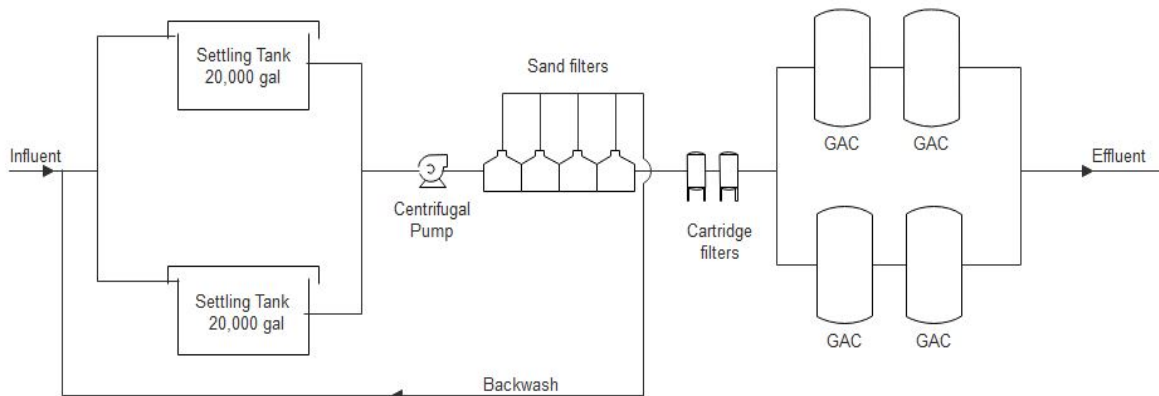 Settling Tank
20,000 gal
Sand filters
GAC
GAC
Influent
Effluent
Centrifugal
Pump
Cartridge
filters
Settling Tank
20,000 gal
GAC
GAC
Backwash